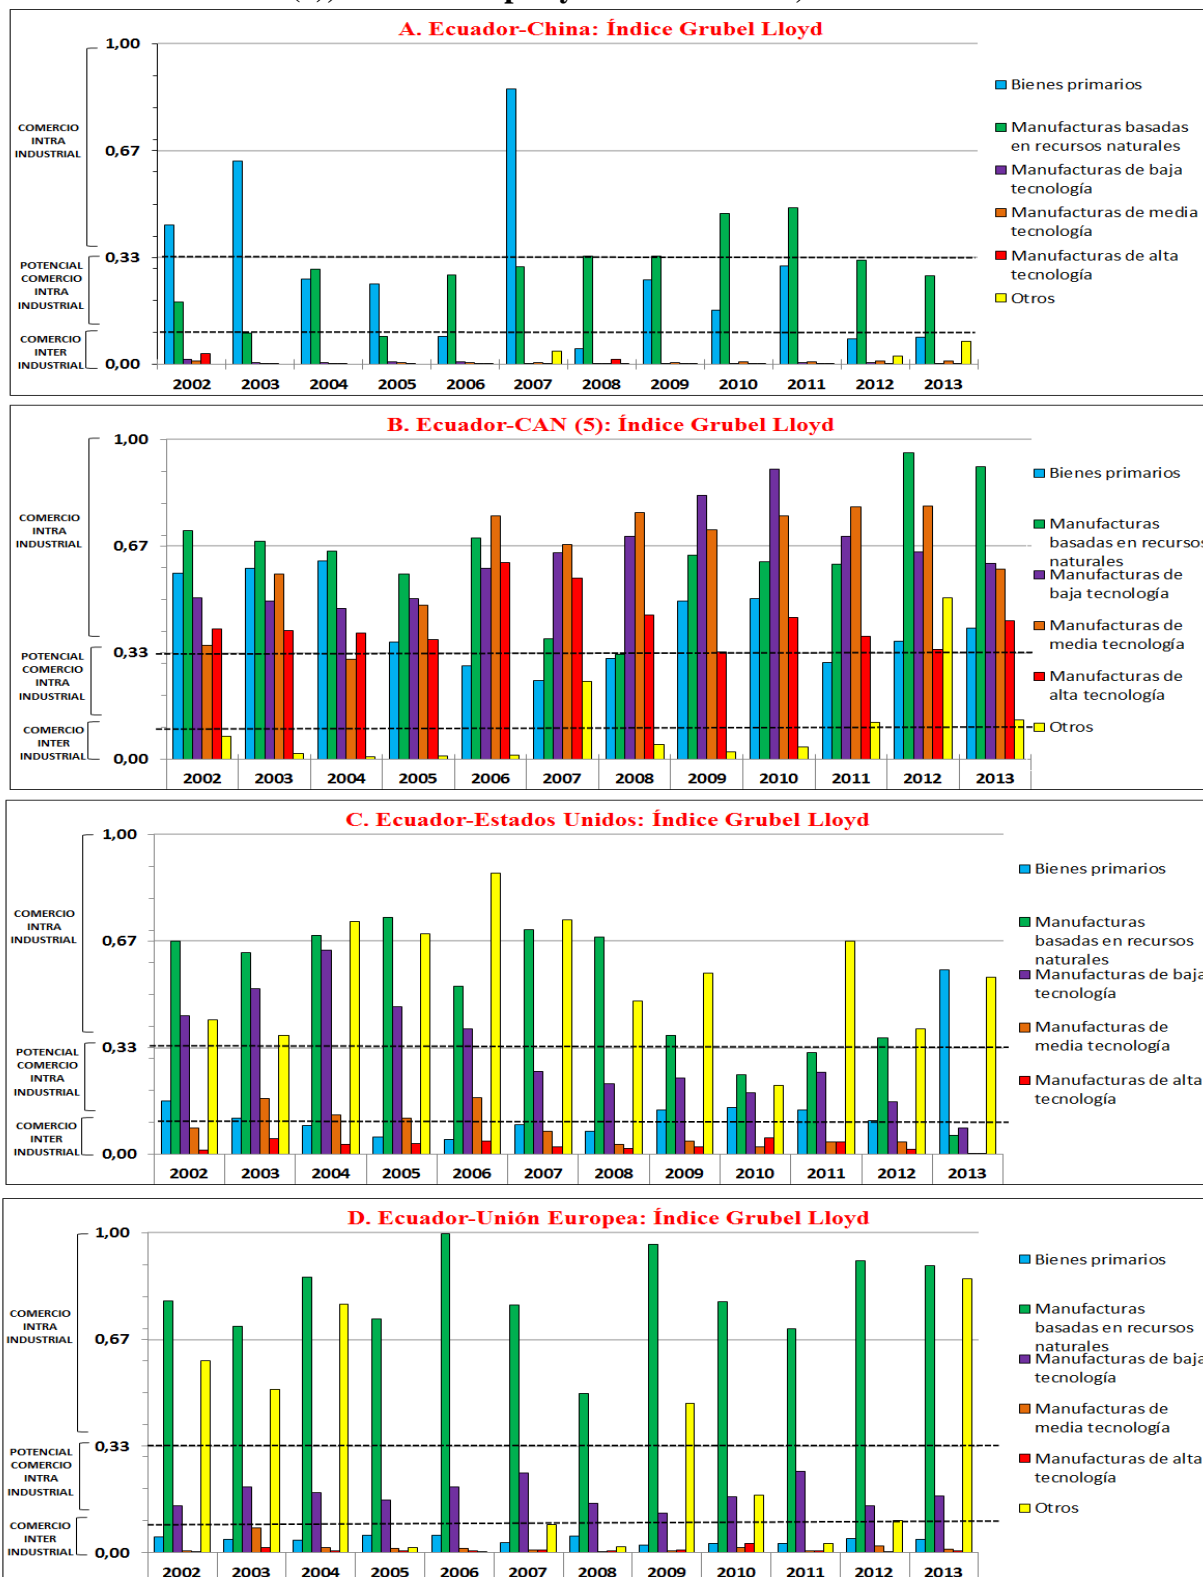 A. Ecuador-China: Índice Grubel Lloyd
1,00
COMERCIO
INTRA
INDUSTRIAL
0,67
0,33
POTENCIAL
COMERCIO
INTRA
INDUSTRIAL
COMERCIO
INTER
INDUSTRIAL
0,00
2002 2003 2004 2005 2006 2007 2008 2009 2010 2011 2012 2013
Bienes primarios
Manufacturas basadas
en recursos naturales
Manufacturas de baja
tecnología
Manufacturas de media
tecnología
Manufacturas de alta
tecnología
Otros
B. Ecuador-CAN (5): Índice Grubel Lloyd
1,00
COMERCIO
INTRA
INDUSTRIAL
0,67
0,33
POTENCIAL
COMERCIO
INTRA
INDUSTRIAL
COMERCIO
INTER
INDUSTRIAL
0,00
2002 2003 2004 2005 2006 2007 2008 2009 2010 2011 2012 2013
Bienes primarios
Manufacturas
basadas en recursos
naturales
Manufacturas de
baja tecnología
Manufacturas de
media tecnología
Manufacturas de
alta tecnología
Otros
C. Ecuador-Estados Unidos: Índice Grubel Lloyd
1,00
COMERCIO
INTRA
INDUSTRIAL
0,67
0,33
POTENCIAL
COMERCIO
INTRA
INDUSTRIAL
COMERCIO
INTER
INDUSTRIAL
0,00
2002 2003 2004 2005 2006 2007 2008 2009 2010 2011 2012 2013
Bienes primarios
Manufacturas
basadas en recursos
naturales
Manufacturas de baja
tecnología
Manufacturas de
media tecnología
Manufacturas de alta
tecnología
D. Ecuador-Unión Europea: Índice Grubel Lloyd
1,00
COMERCIO
INTRA
INDUSTRIAL
0,67
0,33
POTENCIAL
COMERCIO
INTRA
INDUSTRIAL
COMERCIO
INTER
INDUSTRIAL
0,00
2002 2003 2004 2005 2006 2007 2008 2009 2010 2011 2012 2013
Bienes primarios
Manufacturas
basadas en recursos
naturales
Manufacturas de baja
tecnología
Manufacturas de
media tecnología
Manufacturas de alta
tecnología
Otros